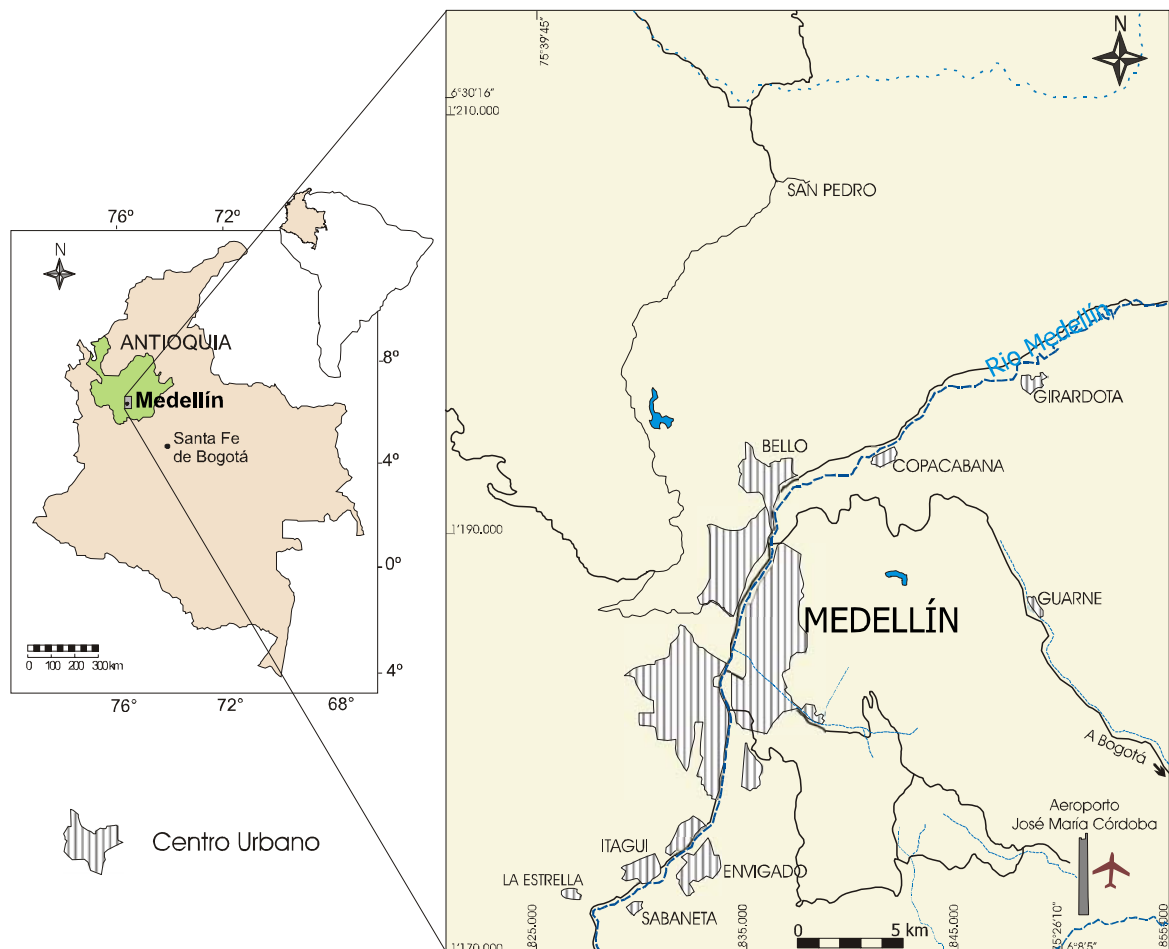 76º
72º
N
ANTIOQUIA
8º
Medellín
Santa Fe
de Bogotá
4º
0º
0 100 200 300km
4º
76º
72º
68º
Centro Urbano
75°39'45"
N
6°30'16"
1'210.000
SAN PEDRO
Rio Medellín
GIRARDOTA
BELLO
COPACABANA
1'190.000
GUARNE
MEDELLÍN
A Bogotá
Aeroporto
José María Córdoba
ITAGUI
ENVIGADO
LA ESTRELLA
SABANETA
0 5 km
1'170.000
825.000
835.000
845.000
75°26'10"
6°8'5"
855.000